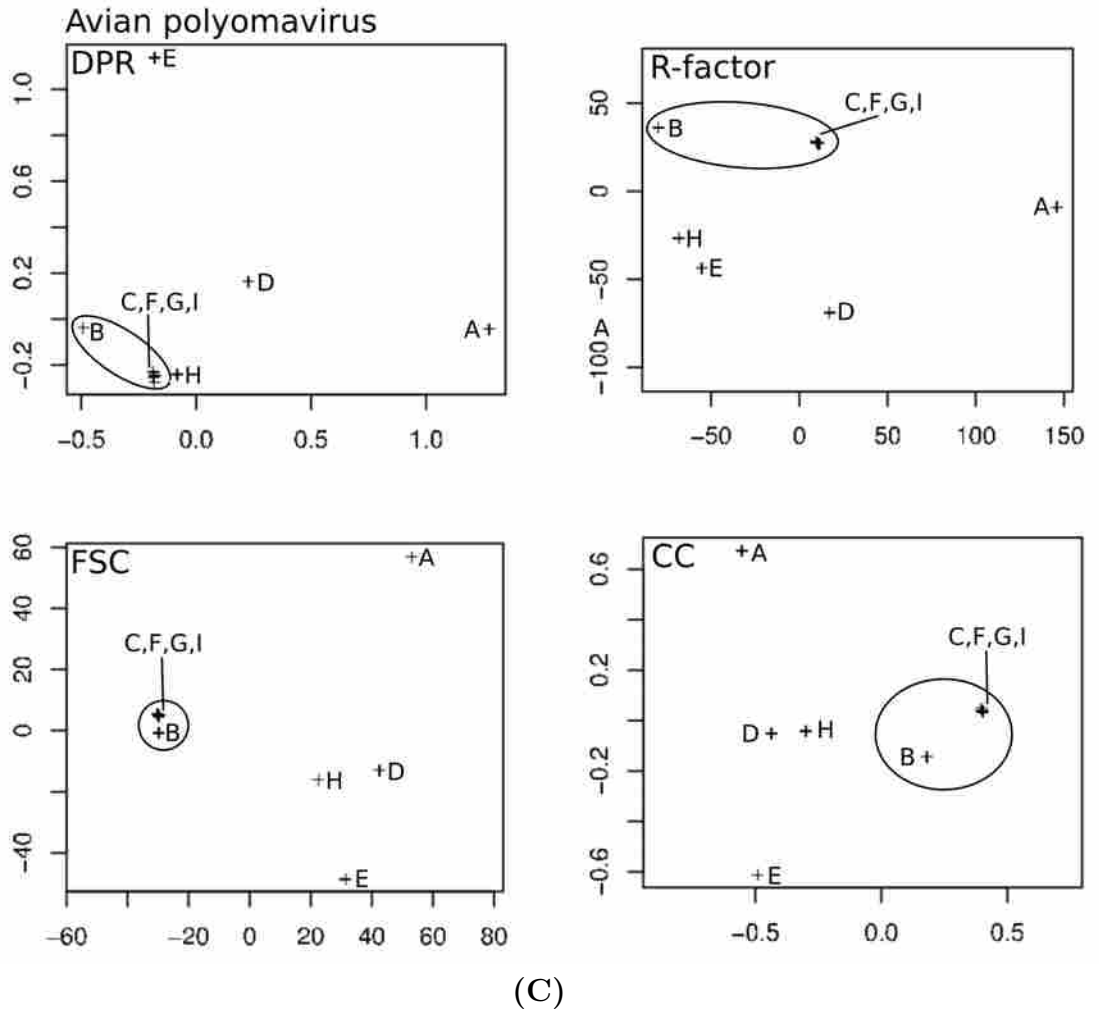 Avian polyomavirus
DPR
+E
1.0
0.6
0.2
−0.2
+D
C,F,G,I
+B
A+
+H
−0.5 0.0 0.5 1.0
R-factor
50
0
−50
−100
A
C,F,G,I
+B
A+
+H
+E
+D
−50 0 50 100 150
FSC
60
40
20
0
−40
+A
C,F,G,I
+B
+H
+D
+E
−60 −20 0 20 40 60 80
CC
0.6
0.2
−0.2
−0.6
+A
C,F,G,I
D+
+H
B+
+E
−0.5 0.0 0.5
(C)